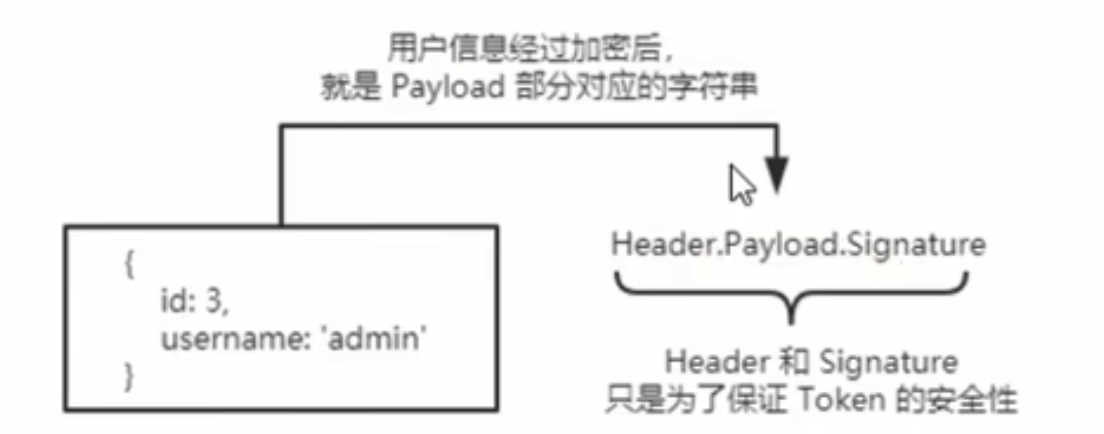 用户信息经过加密后,
就是 Payload 部分对应的字符串
{
id: 3,
username: 'admin'
}
Header.Payload.Signature
Header 和 Signature
只是为了保证 Token 的安全性